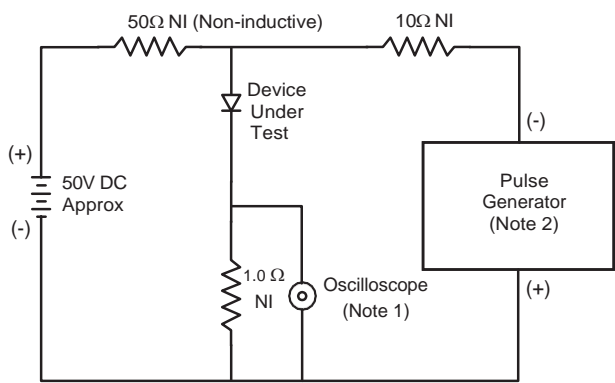 50Ω NI (Non-inductive)
10Ω
NI
Device
Under
Test
(-)
(+)
50V DC
Approx
(-)
Pulse
Generator
(Note 2)
1.0 Ω
NI
Oscilloscope
(Note 1)
(+)